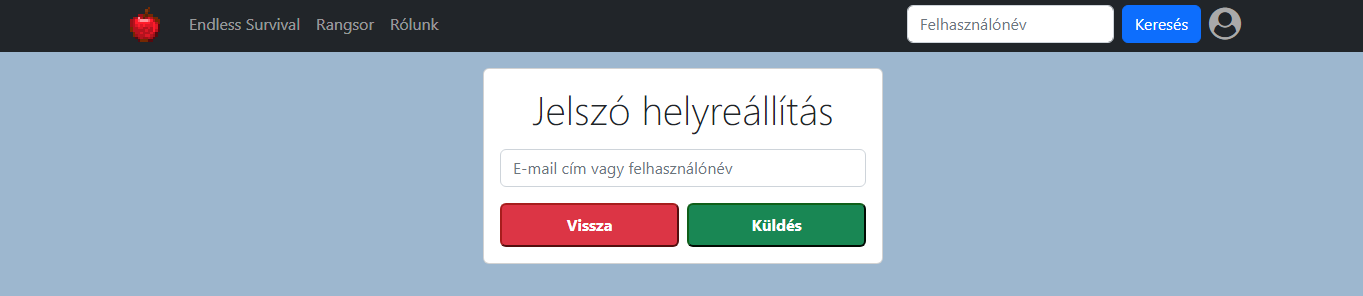 Endless Survival Rangsor Rólunk Felhasználónév Keresés
Jelszó helyreállítás
E-mail cím vagy felhasználónév
Vissza Küldés